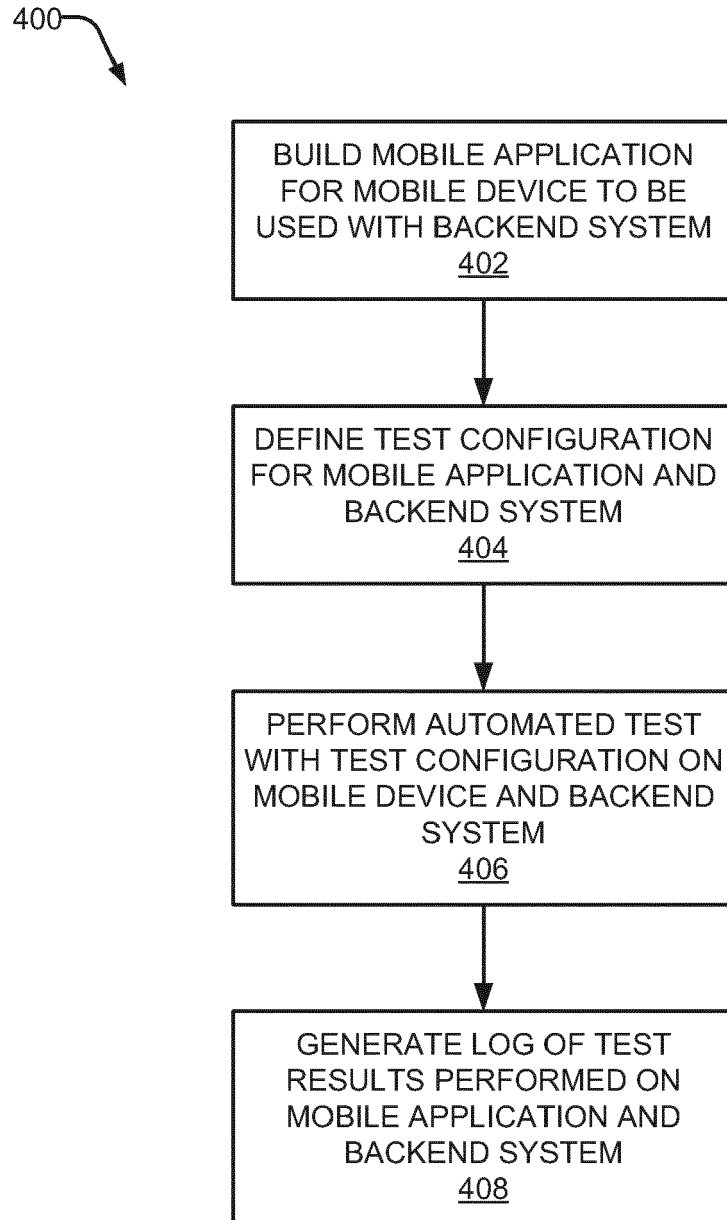 400
BUILD MOBILE APPLICATION
FOR MOBILE DEVICE TO BE
USED WITH BACKEND SYSTEM
402
DEFINE TEST CONFIGURATION
FOR MOBILE APPLICATION AND
BACKEND SYSTEM
404
PERFORM AUTOMATED TEST
WITH TEST CONFIGURATION ON
MOBILE DEVICE AND BACKEND
SYSTEM
406
GENERATE LOG OF TEST
RESULTS PERFORMED ON
MOBILE APPLICATION AND
BACKEND SYSTEM
408